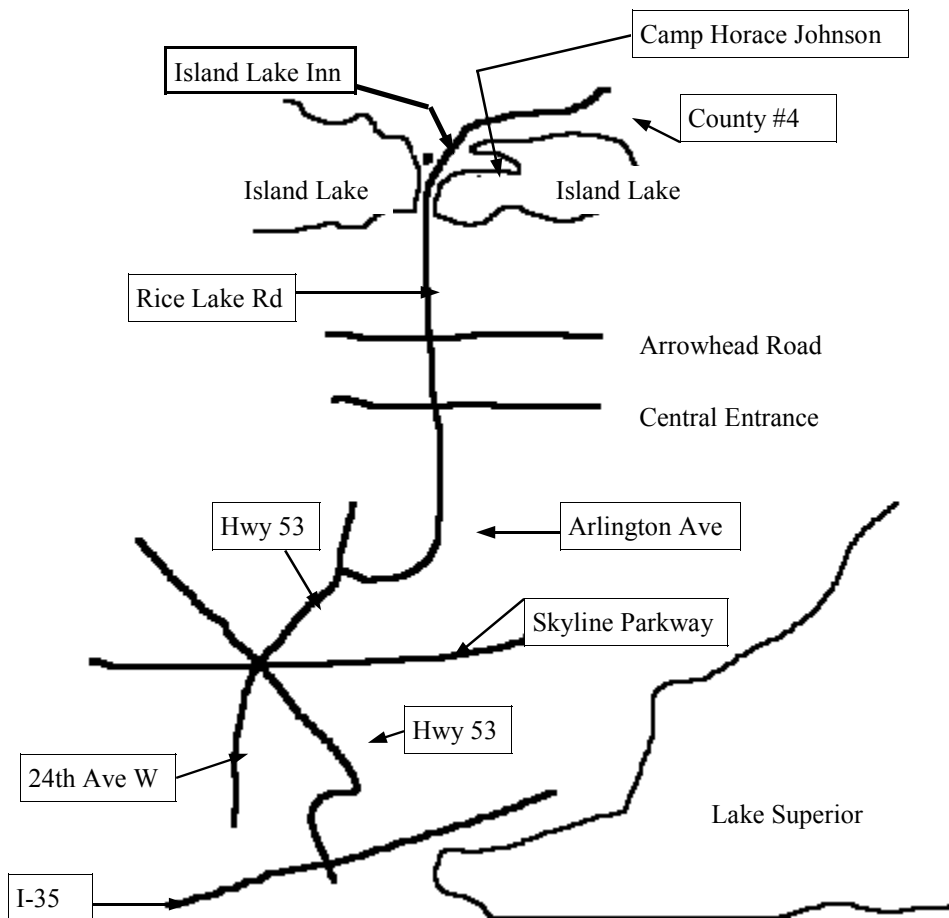 Camp Horace Johnson
Island Lake Inn
County #4
Island Lake
Island Lake
Rice Lake Rd
Arrowhead Road
Central Entrance
Hwy 53
Arlington Ave
Skyline Parkway
Hwy 53
24th Ave W
Lake Superior
I-35